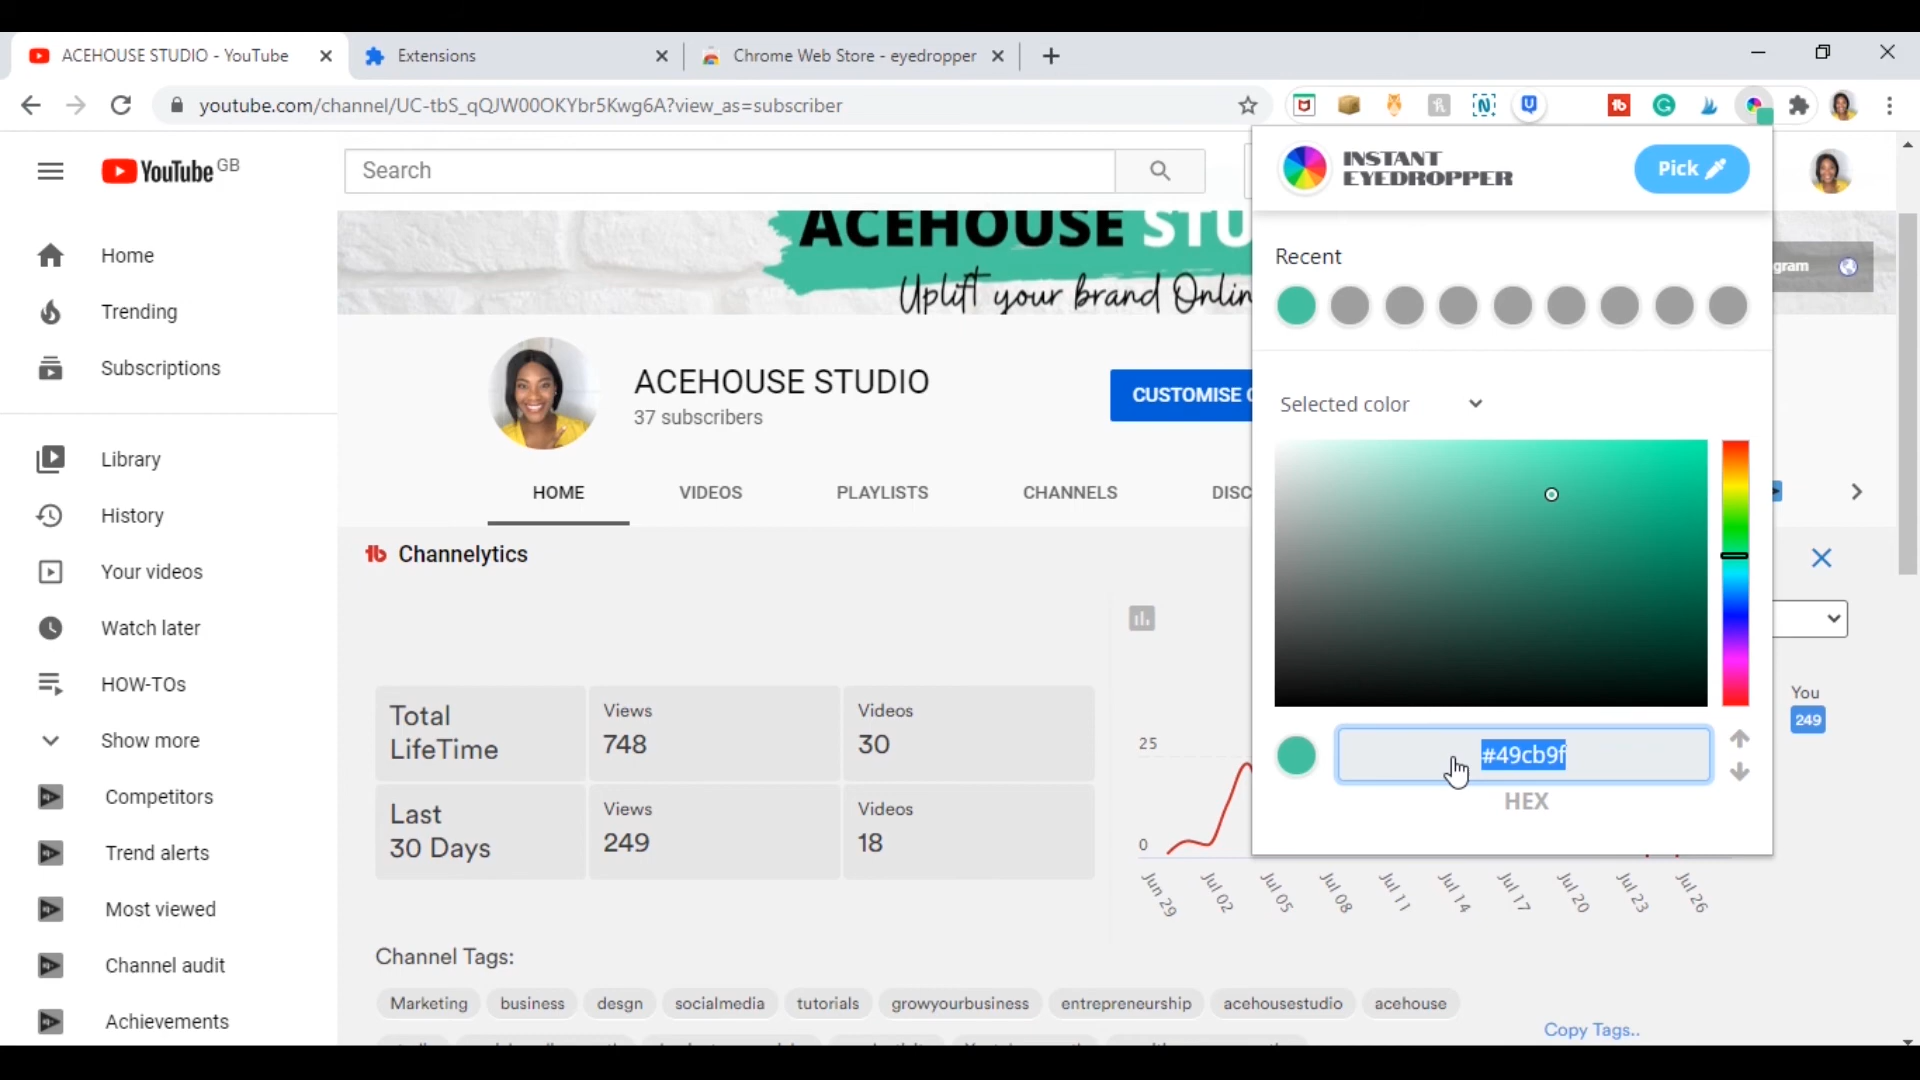 ACEHOUSE STUDIO - YouTube
Extensions
Chrome Web Store - eyedropper
youtube.com/channel/UC-tbS_qQJW00OKYbr5Kwg6A?view_as=subscriber
YouTube GB
Search
INSTANT
EYEDROPPER
Pick
ACEHOUSE STU
Uplift your brand Onlin
gram
Home
Trending
Subscriptions
Library
History
Your videos
Watch later
HOW-TOs
Show more
Competitors
Trend alerts
Most viewed
Channel audit
Achievements
ACEHOUSE STUDIO
37 subscribers
CUSTOMISE C
HOME
VIDEOS
PLAYLISTS
CHANNELS
DISC
Channelytics
Total
LifeTime
Views
748
Videos
30
Last
30 Days
Views
249
Videos
18
25
0
Jun 29
Jul 02
Jul 05
Jul 08
Jul 11
Jul 14
Jul 17
Jul 20
Jul 23
Jul 26
You
249
Recent
Selected color
#49cb9f
HEX
Channel Tags:
Marketing
business
desgn
socialmedia
tutorials
growyourbusiness
entrepreneurship
acehousestudio
acehouse
Copy Tags..